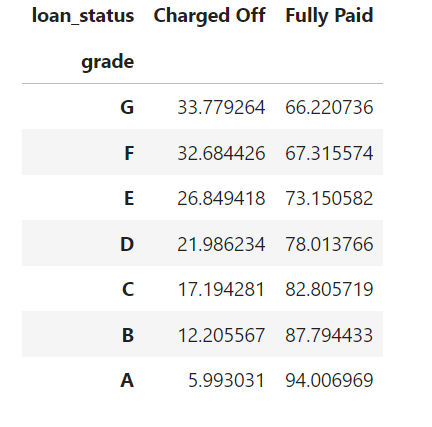 loan_status Charged Off Fully Paid
grade
G 33.779264 66.220736
F 32.684426 67.315574
E 26.849418 73.150582
D 21.986234 78.013766
C 17.194281 82.805719
B 12.205567 87.794433
A 5.993031 94.006969